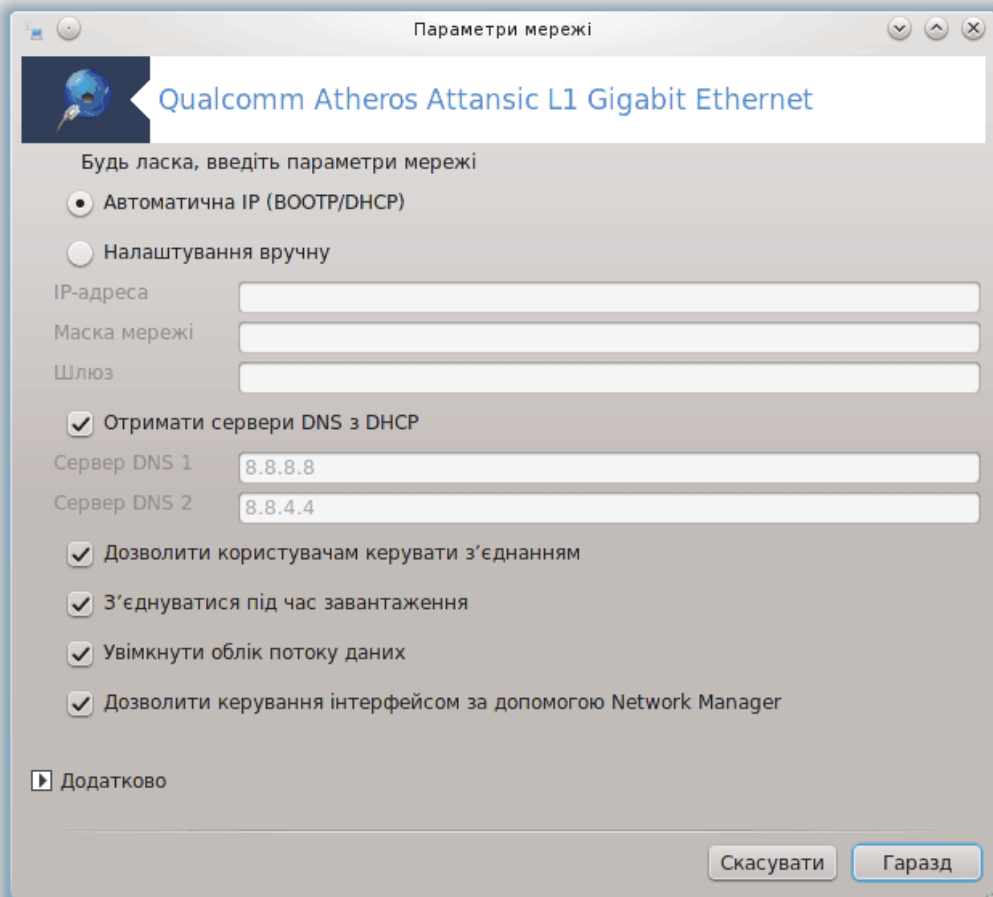 Параметри мережі
Qualcomm Atheros Attansic L1 Gigabit Ethernet
Будь ласка, введіть параметри мережі
Автоматична IP (BOOTP/DHCP)
Налаштування вручну
IP-адреса
Маска мережі
Шлюз
Отримати сервери DNS з DHCP
Сервер DNS 1 8.8.8.8
Сервер DNS 2 8.8.4.4
Дозволити користувачам керувати з’єднанням
З’єднуватися під час завантаження
Увімкнути облік потоку даних
Дозволити керування інтерфейсом за допомогою Network Manager
Додатково
Скасувати Гаразд